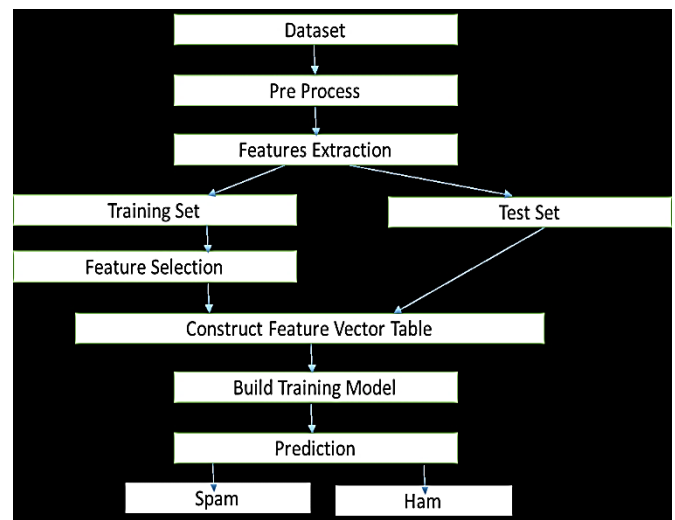 Dataset
Pre Process
Features Extraction
Training Set
Test Set
Feature Selection
Construct Feature Vector Table
Build Training Model
Prediction
Spam
Ham